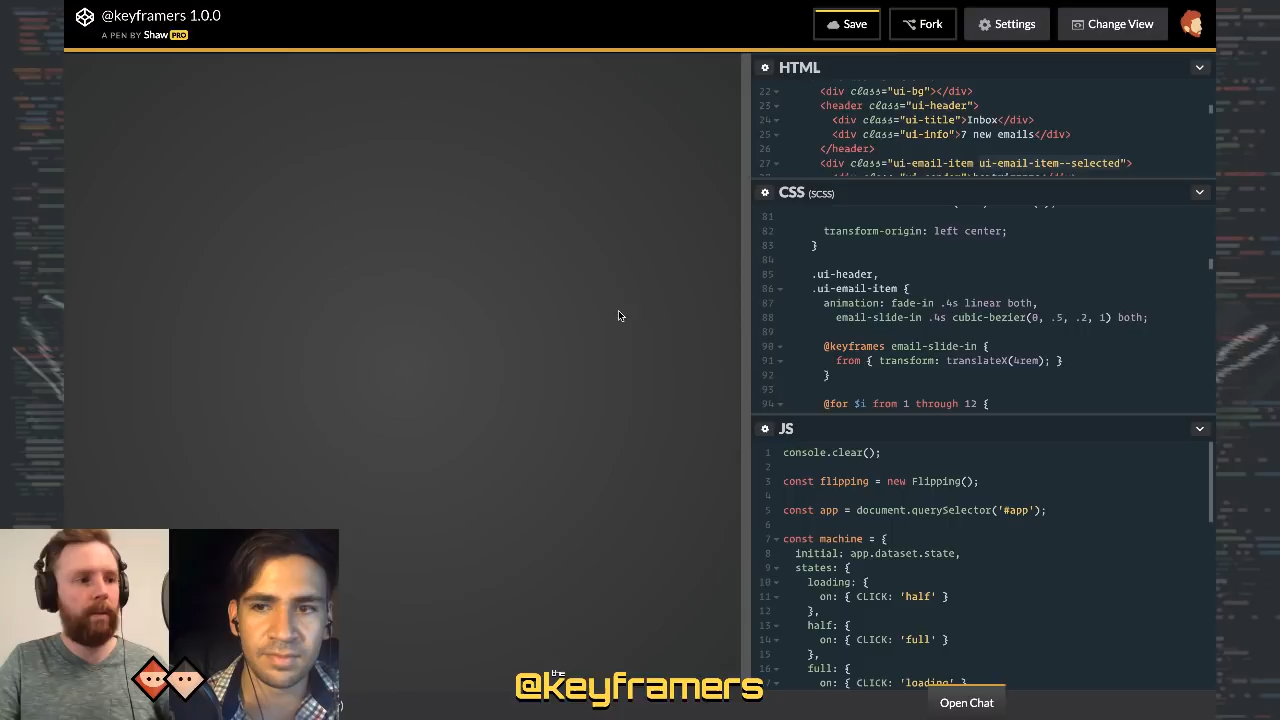 @keyframers 1.0.0
A PEN BY Shaw PRO
Save
Fork
Settings
Change View
HTML
22 <div class="ui-bg"></div>
23 <header class="ui-header">
24 <div class="ui-title">Inbox</div>
25 <div class="ui-info">7 new emails</div>
26 </header>
27 <div class="ui-email-item ui-email-item--selected">
CSS (SCSS)
81
82 transform-origin: left center;
83 }
84
85 .ui-header,
86 .ui-email-item {
87 animation: fade-in .4s linear both,
88 email-slide-in .4s cubic-bezier(0, .5, .2, 1) both;
89
90 @keyframes email-slide-in {
91 from { transform: translateX(4rem); }
92 }
93
94 @for $i from 1 through 12 {
JS
1 console.clear();
2
3 const flipping = new Flipping();
4
5 const app = document.querySelector('#app');
6
7 const machine = {
8 initial: app.dataset.state,
9 states: {
10 loading: {
11 on: { CLICK: 'half' }
12 },
13 half: {
14 on: { CLICK: 'full' }
15 },
16 full: {
on: { CLICK: 'loading' }
Open Chat
the
@keyframers